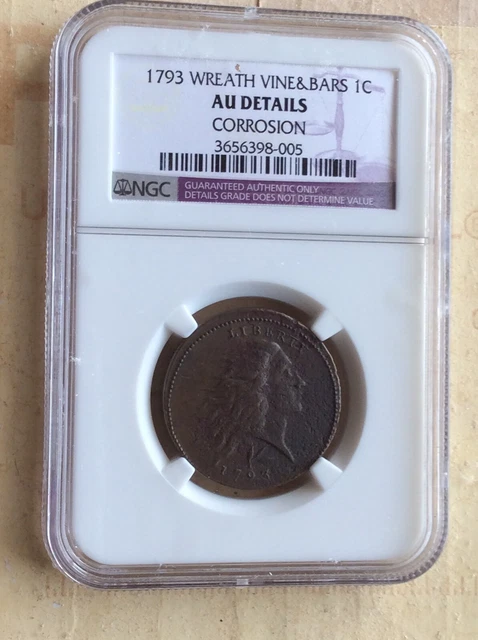 1793 WREATH VINE&BARS 1C
AU DETAILS
CORROSION
3656398-005
NGC
GUARANTEED AUTHENTIC ONLY
DETAILS GRADE DOES NOT DETERMINE VALUE.
LIBERTY
1793